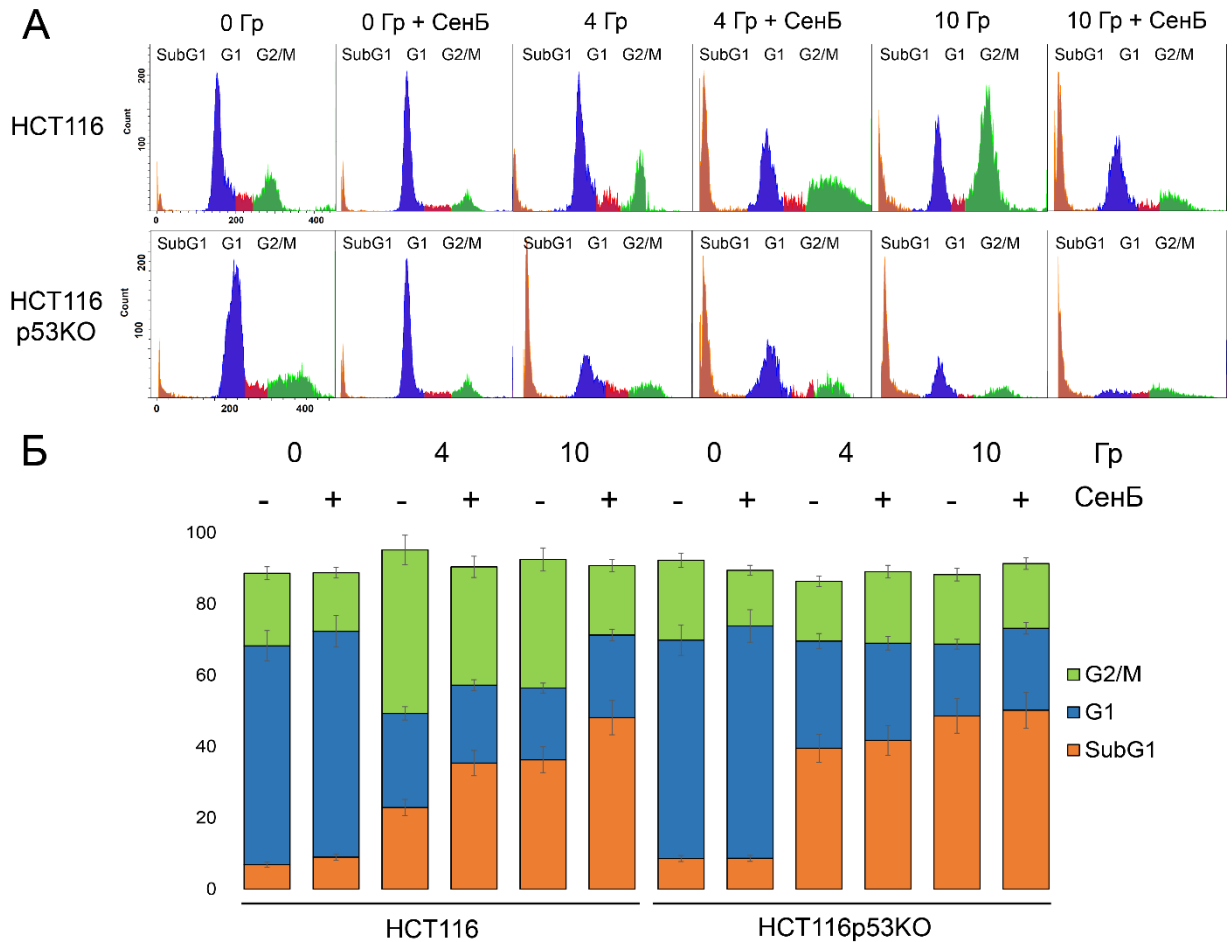 А
0 Гр
0 Гр + СенБ
4 Гр
4 Гр + СенБ
10 Гр
10 Гр + СенБ
HCT116
SubG1 G1 G2/M
SubG1 G1 G2/M
SubG1 G1 G2/M
SubG1 G1 G2/M
SubG1 G1 G2/M
SubG1 G1 G2/M
Count
200
100
0 200 400
HCT116
p53KO
SubG1 G1 G2/M
SubG1 G1 G2/M
SubG1 G1 G2/M
SubG1 G1 G2/M
SubG1 G1 G2/M
SubG1 G1 G2/M
Count
200
100
0 200 400
Б
0 4 10 0 4 10 Гр
- + - + - + - + - + - + СенБ
100
80
60
40
20
0
G2/M
G1
SubG1
HCT116
HCT116p53KO